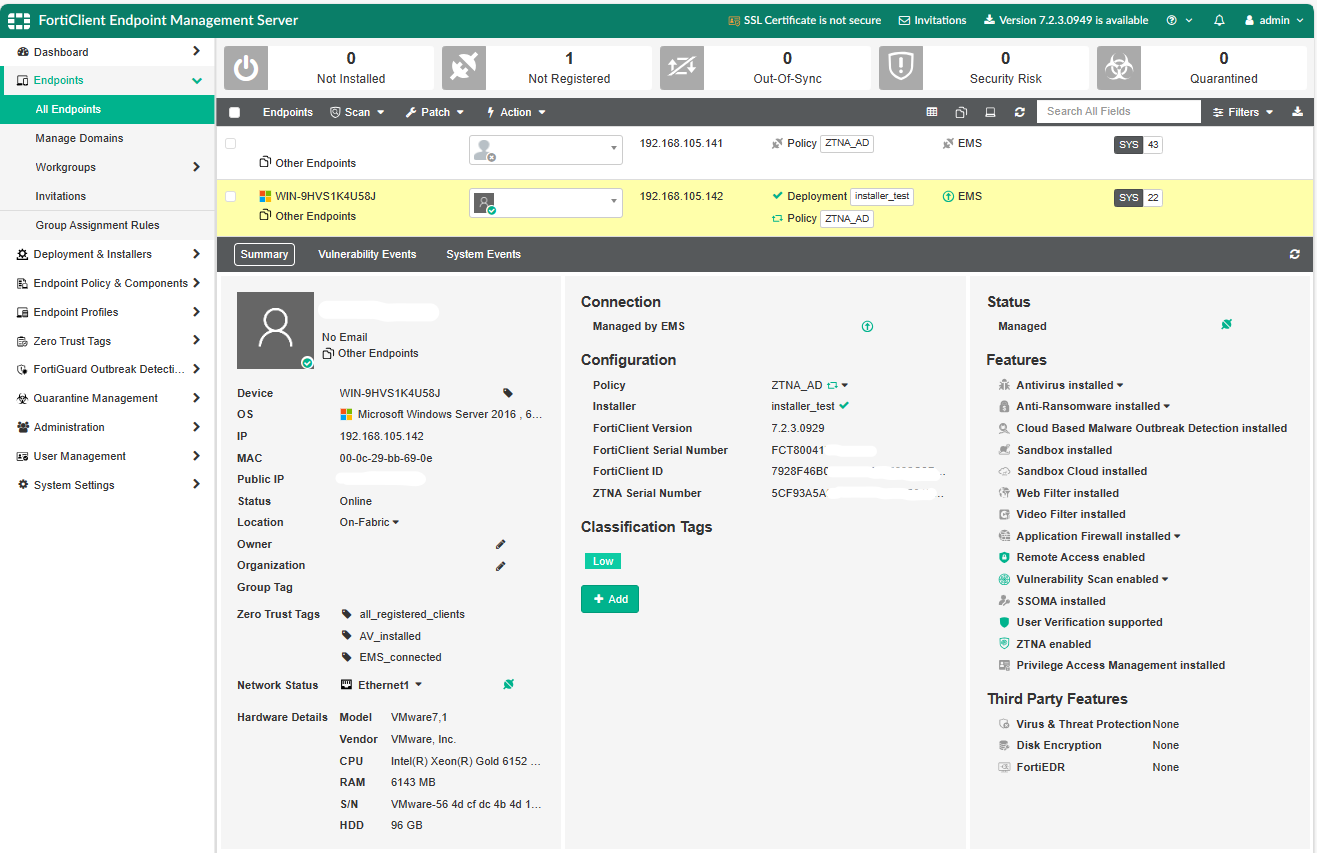 FortiClient Endpoint Management Server
SSL Certificate is not secure Invitations Version 7.2.3.0949 is available admin
Dashboard
Endpoints
All Endpoints
Manage Domains
Workgroups
Invitations
Group Assignment Rules
Deployment & Installers
Endpoint Policy & Components
Endpoint Profiles
Zero Trust Tags
FortiGuard Outbreak Detecti...
Quarantine Management
Administration
User Management
System Settings
0
Not Installed
1
Not Registered
0
Out-Of-Sync
0
Security Risk
0
Quarantined
Endpoints Scan Patch Action Search All Fields Filters
192.168.105.141 Policy ZTNA_AD EMS SYS 43
Other Endpoints
WIN-9HVS1K4U58J 192.168.105.142 Deployment installer_test EMS SYS 22
Other Endpoints Policy ZTNA_AD
Summary Vulnerability Events System Events
No Email
Other Endpoints
Device WIN-9HVS1K4U58J
OS Microsoft Windows Server 2016 , 6...
IP 192.168.105.142
MAC 00-0c-29-bb-69-0e
Public IP
Status Online
Location On-Fabric
Owner
Organization
Group Tag
Zero Trust Tags all_registered_clients
AV_installed
EMS_connected
Network Status Ethernet1
Hardware Details Model VMware7,1
Vendor VMware, Inc.
CPU Intel(R) Xeon(R) Gold 6152 ...
RAM 6143 MB
S/N VMware-56 4d cf dc 4b 4d 1...
HDD 96 GB
Connection
Managed by EMS
Configuration
Policy ZTNA_AD
Installer installer_test
FortiClient Version 7.2.3.0929
FortiClient Serial Number FCT80041
FortiClient ID 7928F46B0
ZTNA Serial Number 5CF93A5A
Classification Tags
Low
+ Add
Status
Managed
Features
Antivirus installed
Anti-Ransomware installed
Cloud Based Malware Outbreak Detection installed
Sandbox installed
Sandbox Cloud installed
Web Filter installed
Video Filter installed
Application Firewall installed
Remote Access enabled
Vulnerability Scan enabled
SSOMA installed
User Verification supported
ZTNA enabled
Privilege Access Management installed
Third Party Features
Virus & Threat Protection None
Disk Encryption None
FortiEDR None